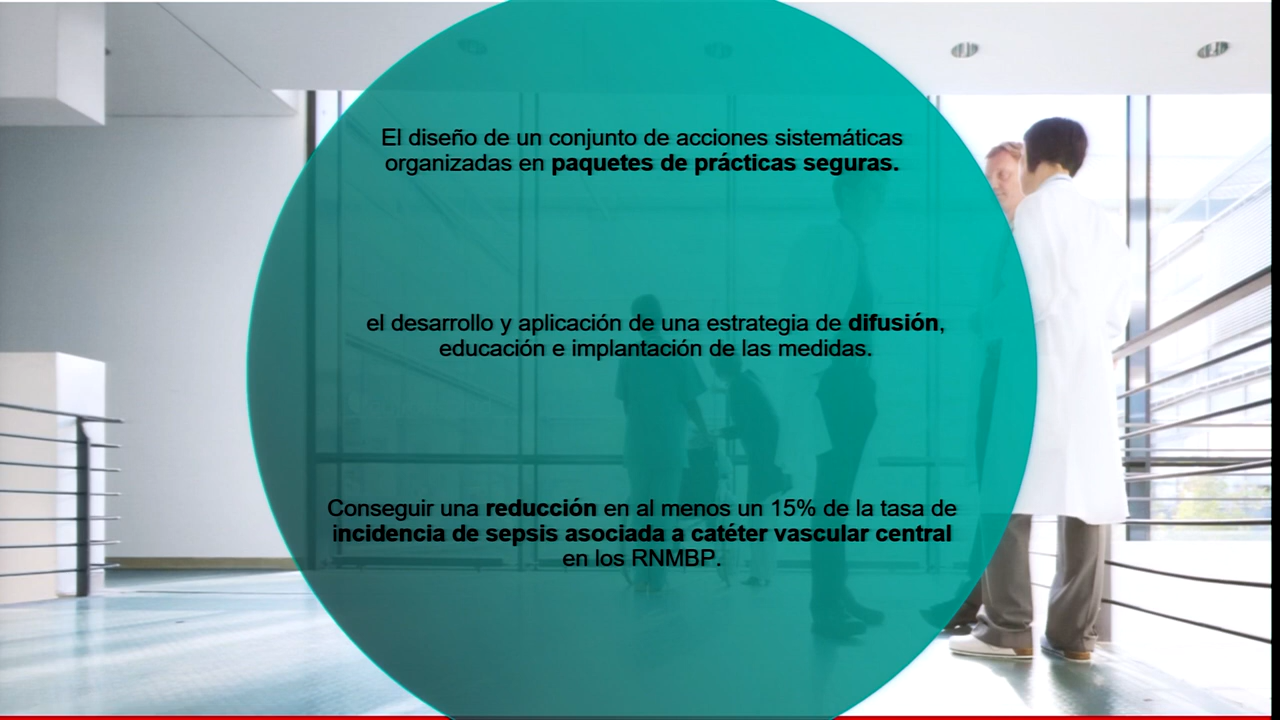 El diseño de un conjunto de acciones sistemáticas
organizadas en paquetes de prácticas seguras.
el desarrollo y aplicación de una estrategia de difusión,
educación e implantación de las medidas.
Conseguir una reducción en al menos un 15% de la tasa de
incidencia de sepsis asociada a catéter vascular central
en los RNMBP.